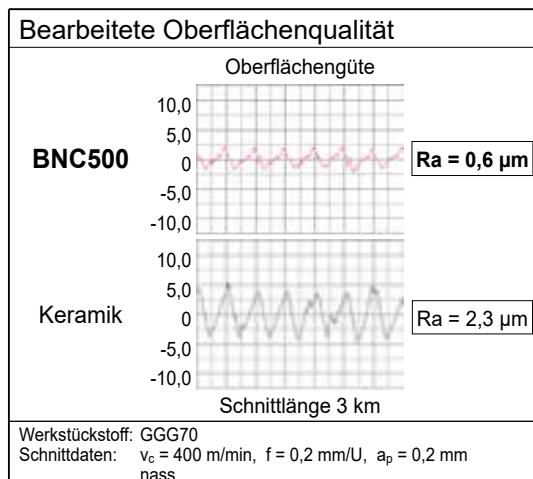 Bearbeitete Oberflächenqualität
Oberflächengüte
BNC500
10,0
5,0
0
-5,0
-10,0
Ra = 0,6 µm
Keramik
10,0
5,0
0
-5,0
-10,0
Ra = 2,3 µm
Schnittlänge 3 km
Werkstückstoff: GGG70
Schnittdaten: vc = 400 m/min, f = 0,2 mm/U, ap = 0,2 mm
nass